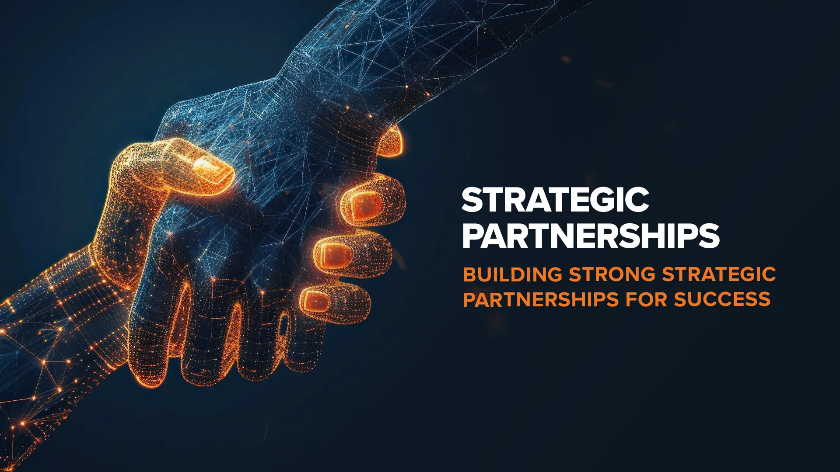 STRATEGIC
PARTNERSHIPS
BUILDING STRONG STRATEGIC
PARTNERSHIPS FOR SUCCESS